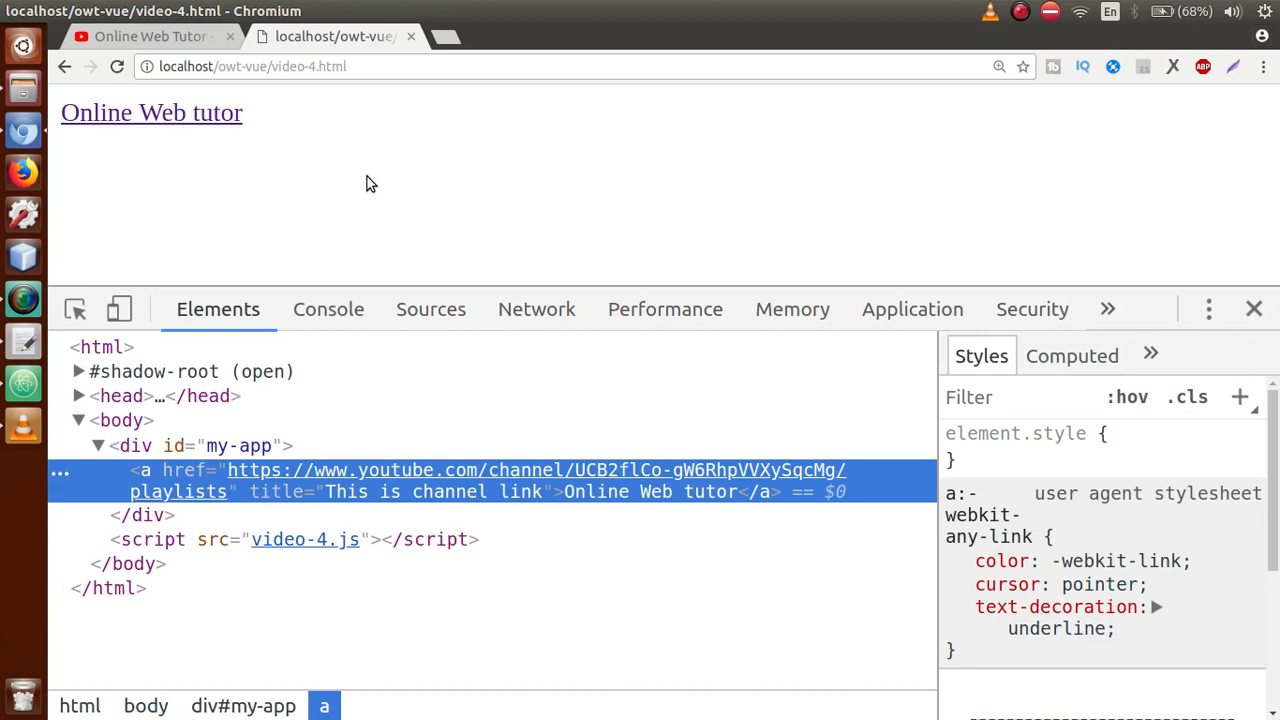 localhost/owt-vue/video-4.html - Chromium
En
(68%)
Online Web Tutor -
localhost/owt-vue/
localhost/owt-vue/video-4.html
IQ
X
ABP
Online Web tutor
Elements Console Sources Network Performance Memory Application Security
<html>
#shadow-root (open)
<head>…</head>
<body>
<div id="my-app">
<a href="https://www.youtube.com/channel/UCB2flCo-gW6RhpVVXySqcMg/
playlists" title="This is channel link">Online Web tutor</a> == $0
</div>
<script src="video-4.js"></script>
</body>
</html>
html body div#my-app a
Styles Computed
Filter :hov .cls +
element.style {
}
a:- user agent stylesheet
webkit-
any-link {
color: -webkit-link;
cursor: pointer;
text-decoration:
underline;
}